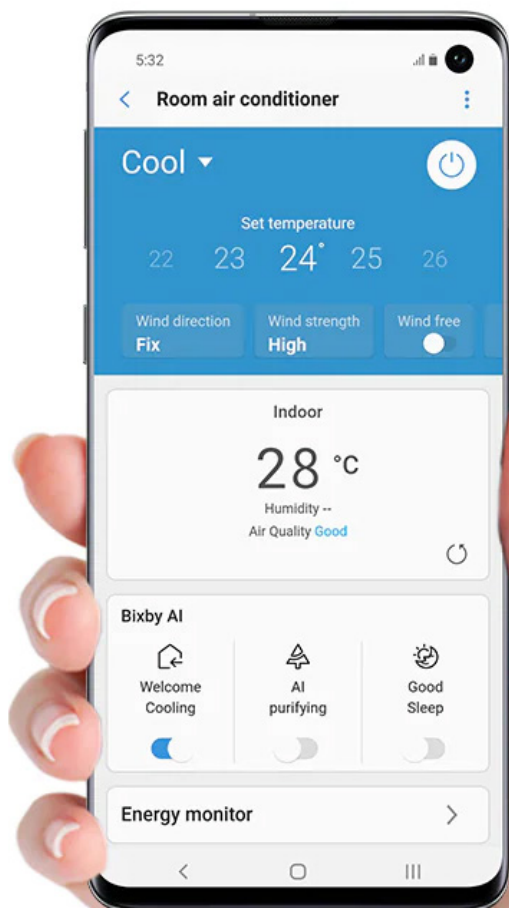 5:32
Room air conditioner
Cool
Set temperature
22 23 24° 25 26
Wind direction
Fix
Wind strength
High
Wind free
Indoor
28 °C
Humidity --
Air Quality Good
Bixby AI
Welcome
Cooling
AI
purifying
Good
Sleep
Energy monitor